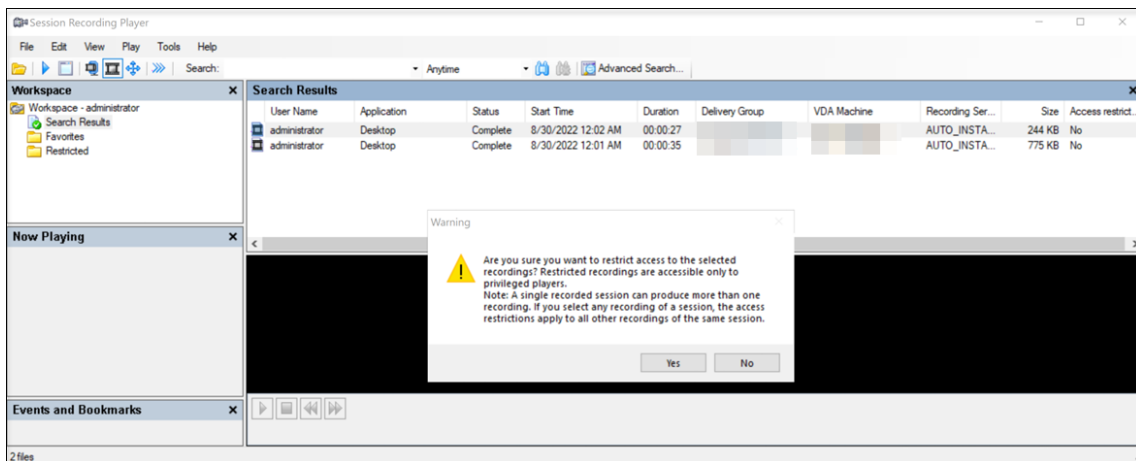 Session Recording Player
File Edit View Play Tools Help
Search: Anytime Advanced Search...
Workspace
Workspace - administrator
Search Results
Favorites
Restricted
Search Results
User Name Application Status Start Time Duration Delivery Group VDA Machine Recording Ser... Size Access restrict...
administrator Desktop Complete 8/30/2022 12:02 AM 00:00:27 AUTO_INSTA... 244 KB No
administrator Desktop Complete 8/30/2022 12:01 AM 00:00:35 AUTO_INSTA... 775 KB No
Now Playing
Warning
Are you sure you want to restrict access to the selected
recordings? Restricted recordings are accessible only to
privileged players.
Note: A single recorded session can produce more than one
recording. If you select any recording of a session, the access
restrictions apply to all other recordings of the same session.
Yes No
Events and Bookmarks
2 files